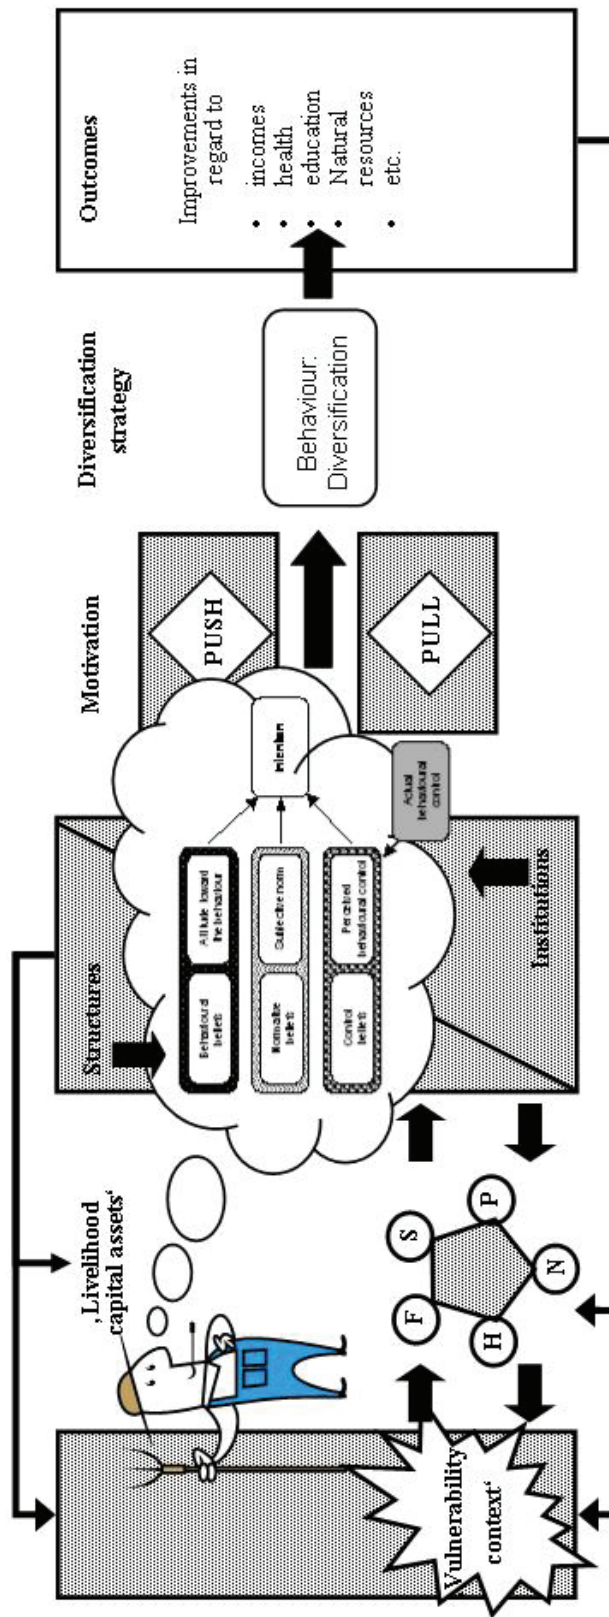 ‚Livelihood
capital assets‘
Vulnerability
context‘
F
S
H
P
N
Structures
Institutions
Behavioural
beliefs
Attitude toward
the behaviour
Normative
beliefs
Subjective norm
Control
beliefs
Perceived
behavioural control
Intention
Actual
behavioural
control
Motivation
PUSH
PULL
Diversification
strategy
Behaviour:
Diversification
Outcomes
Improvements in
regard to
• incomes
• health
• education
• Natural
resources
• etc.